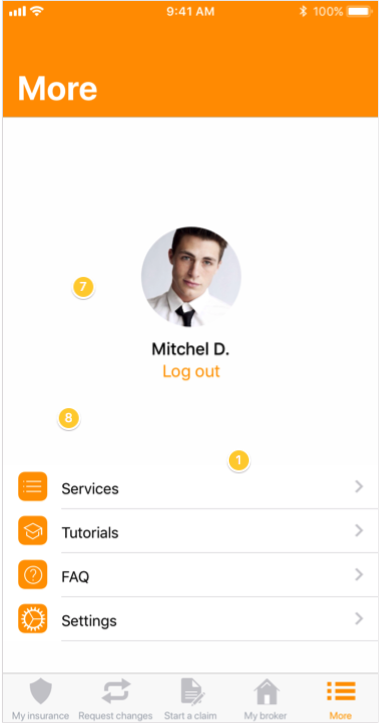 9:41 AM 100%
More
7
Mitchel D.
Log out
8
1
Services
Tutorials
FAQ
Settings
My insurance Request changes Start a claim My broker More